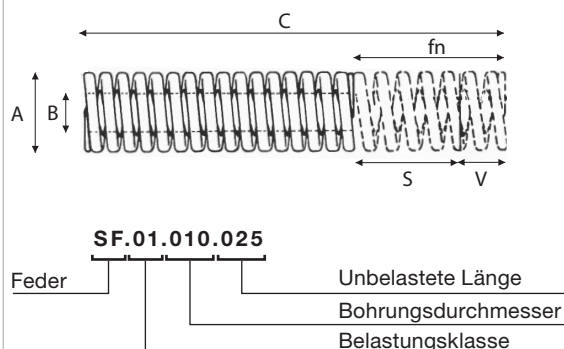 C
fn
A
B
S
V
SF.01.010.025
Feder
Unbelastete Länge
Bohrungsdurchmesser
Belastungsklasse